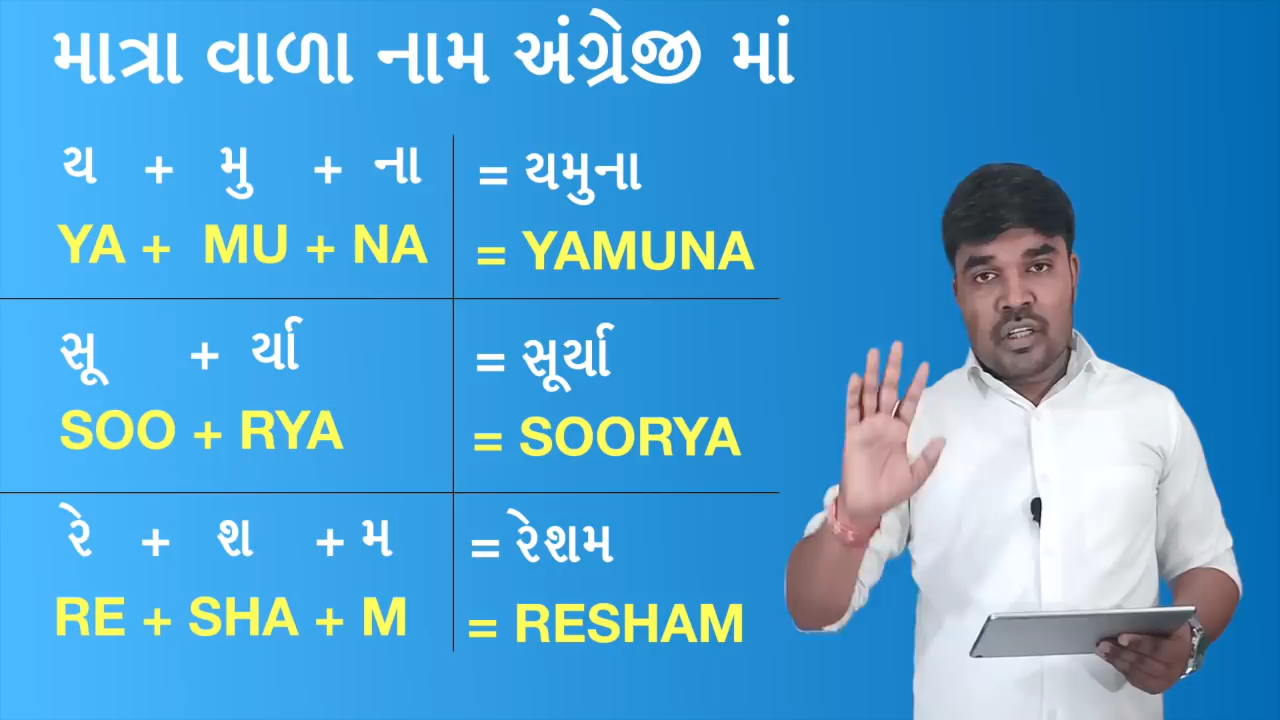 માત્રા વાળા નામ અંગ્રેજી માં
ય + મુ + ના = યમુના
YA + MU + NA = YAMUNA
સૂ + ર્યા = સૂર્યા
SOO + RYA = SOORYA
રે + શ + મ = રેશમ
RE + SHA + M = RESHAM